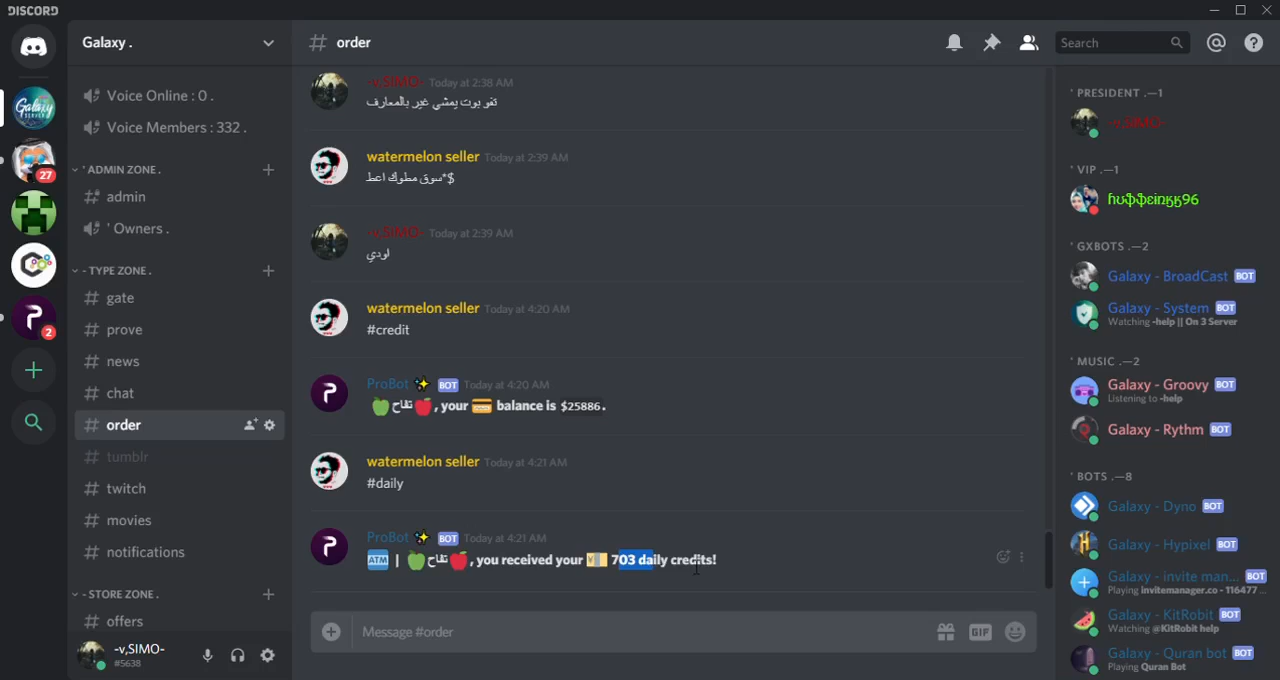 DISCORD
Galaxy .
# order
Search
Voice Online : 0 .
Voice Members : 332 .
' ADMIN ZONE .
admin
' Owners .
- TYPE ZONE .
gate
prove
news
chat
order
tumblr
twitch
movies
notifications
- STORE ZONE .
offers
-v,SIMO-
#5638
27
2
-v,SIMO- Today at 2:38 AM
تفو بوت يمشي غير بالمعارف
watermelon seller Today at 2:39 AM
$*سوق مطوك اعط
-v,SIMO- Today at 2:39 AM
اودي
watermelon seller Today at 4:20 AM
#credit
ProBot ✨ BOT Today at 4:20 AM
🍏تفاح🍎, your 💳 balance is $25886.
watermelon seller Today at 4:21 AM
#daily
ProBot ✨ BOT Today at 4:21 AM
🏧 | 🍏تفاح🍎, you received your 💴 703 daily credits!
Message #order
GIF
' PRESIDENT .—1
-v,SIMO-
' VIP .—1
' GXBOTS .—2
Galaxy - BroadCast BOT
Galaxy - System BOT
Watching -help || On 3 Server
' MUSIC .—2
Galaxy - Groovy BOT
Listening to -help
Galaxy - Rythm BOT
' BOTS .—8
Galaxy - Dyno BOT
Galaxy - Hypixel BOT
Galaxy - invite man... BOT
Playing invitemanager.co - 116477 ...
Galaxy - KitRobit BOT
Watching @KitRobit help
Galaxy - Quran bot BOT
Playing Quran Bot